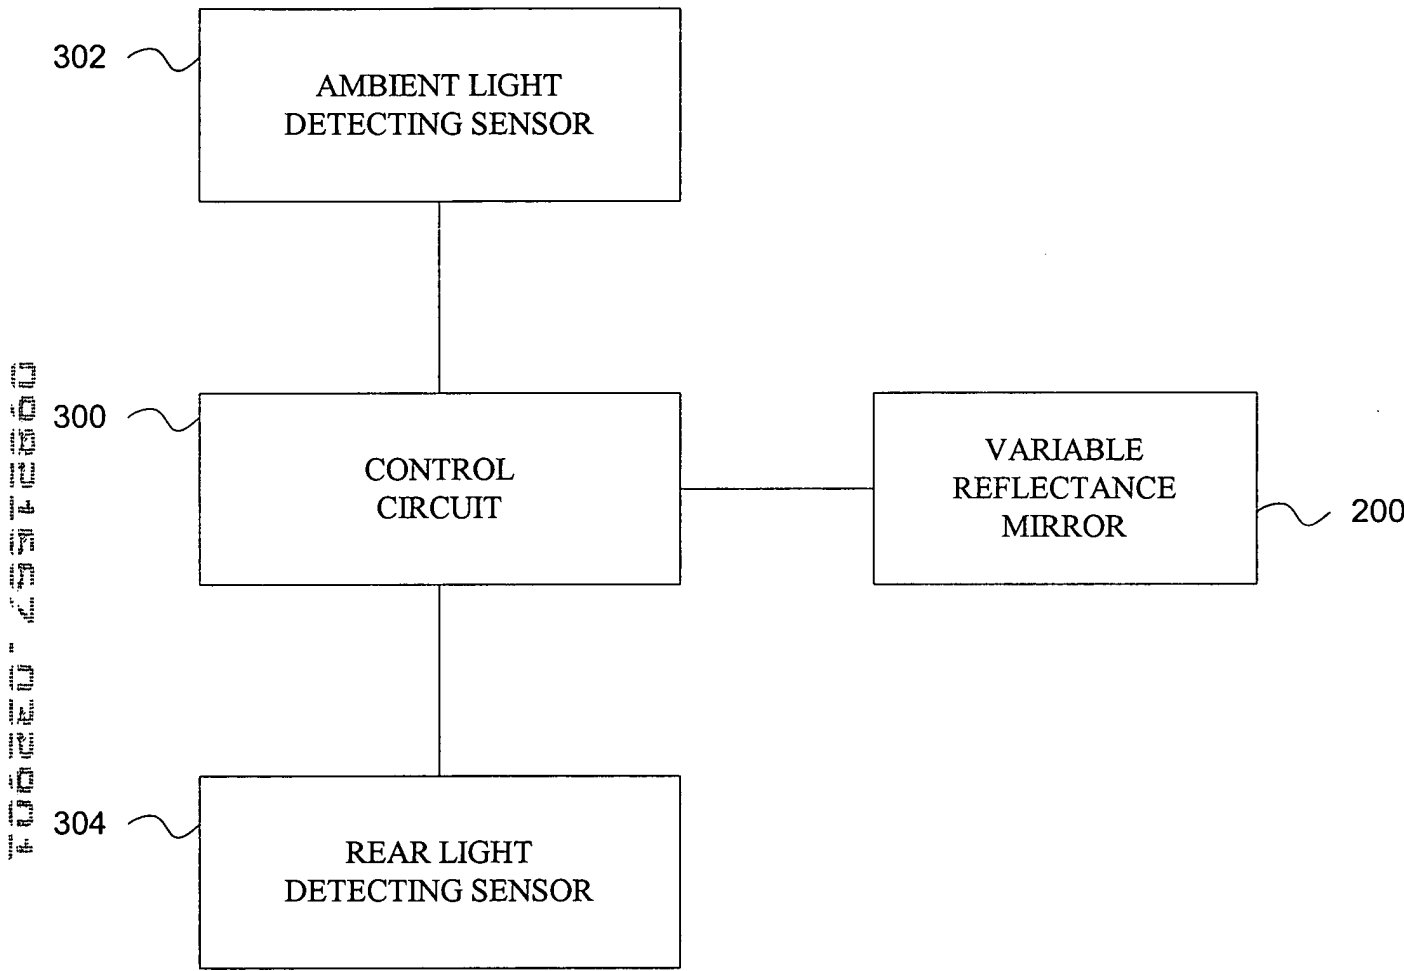 302
AMBIENT LIGHT
DETECTING SENSOR
300
CONTROL
CIRCUIT
VARIABLE
REFLECTANCE
MIRROR
200
304
REAR LIGHT
DETECTING SENSOR